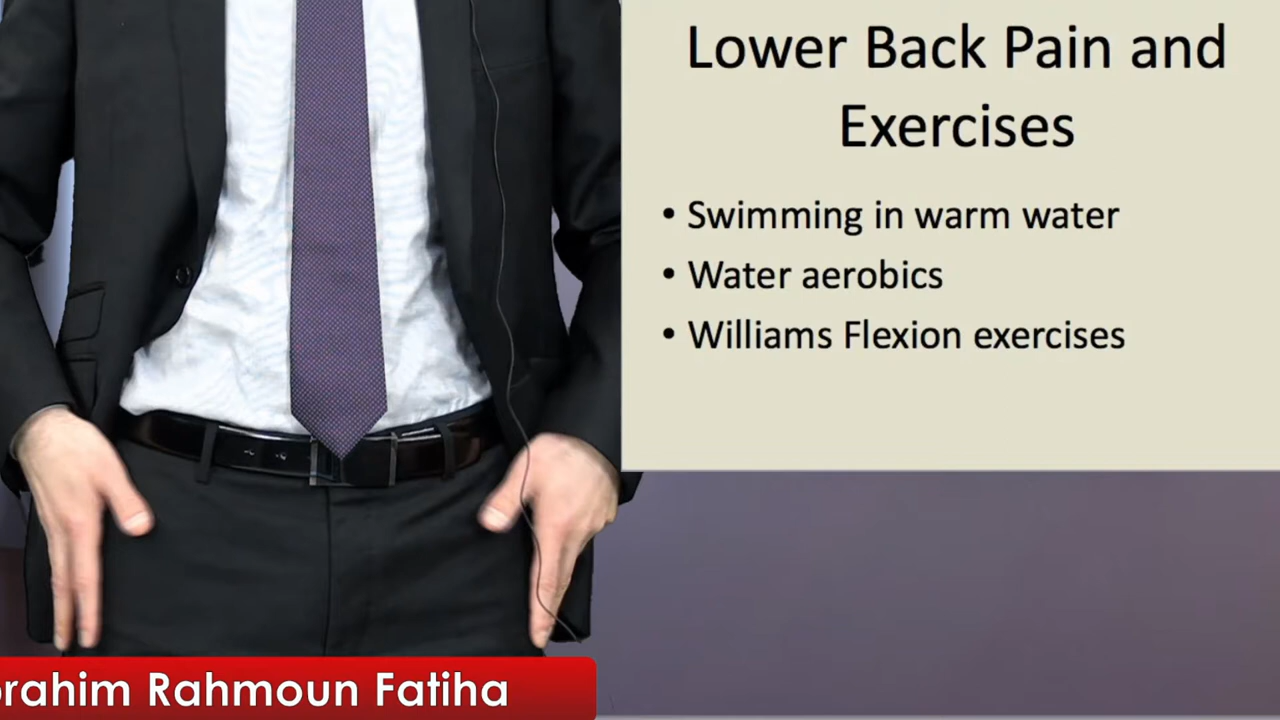 Lower Back Pain and
Exercises
• Swimming in warm water
• Water aerobics
• Williams Flexion exercises
Rahmoun Fatiha